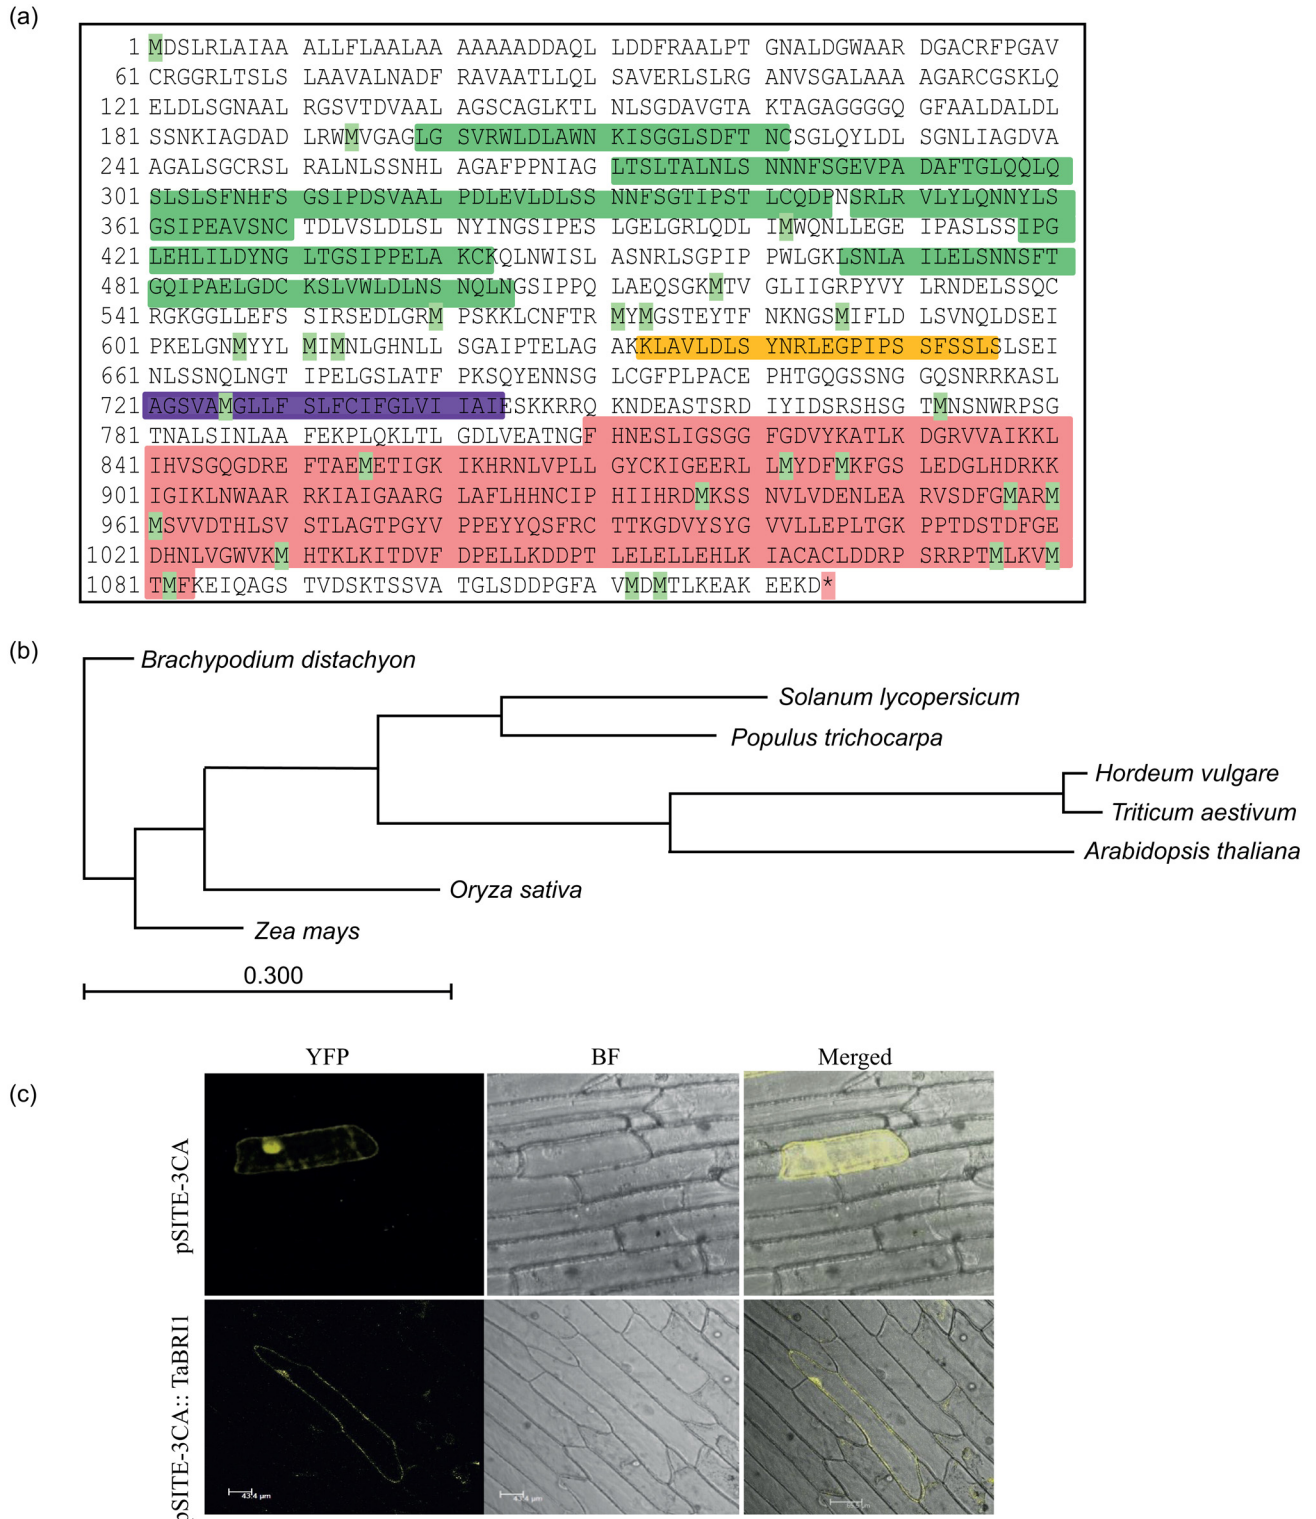 (a)
1 MDSLRLAIAA ALLFLAALAA AAAAADDAQL LDDFRAALPT GNALDGWAAR DGACRFPGAV
61 CRGGRLTSLS LAAVALNADF RAVAATLLQL SAVERLSLRG ANVSGALAAA AGARCGSKLQ
121 ELDLSGNAAL RGSVTDVAAL AGSCAGLKTL NLSGDAVGTA KTAGAGGGGQ GFAALDALDL
181 SSNKIAGDAD LRWMVGAGLG SVRWLDLAWN KISGGLSDFT NCSGLQYLDL SGNLIAGDVA
241 AGALSGCRSL RALNLSSNHL AGAFPPNIAG LTSLTALNLS NNNFSGEVPA DAFTGLQQLQ
301 SLSLSFNHFS GSIPDSVAAL PDLEVLDLSS NNFSGTIPST LCQDPNSRLR VLYLQNNYLS
361 GSIPEAVSNC TDLVSLDLSL NYINGSIPES LGELGRLQDL IMWQNLLEGE IPASLSSIPG
421 LEHLILDYNG LTGSIPPELA KCKQLNWISL ASNRLSGPIP PWLGKLSNLA ILELSNNSFT
481 GQIPAELGDC KSLVWLDLNS NQLNGSIPPQ LAEQSGKMTV GLIIGRPYVY LRNDELSSQC
541 RGKGGLLEFS SIRSEDLGRM PSKKLCNFTR MYMGSTEYTF NKNGSMIFLD LSVNQLDSEI
601 PKELGNMYYL MIMNLGHNLL SGAIPTELAG AKKLAVLDLS YNRLEGPIPS SFSSLSLSEI
661 NLSSNQLNGT IPELGSLATF PKSQYENNSG LCGFPLPACE PHTGQGSSNG GQSNRRKASL
721 AGSVAMGLLF SLFCIFGLVI IAIESKKRRQ KNDEASTSRD IYIDSRSHSG TMNSNWRPSG
781 TNALSINLAA FEKPLQKLTL GDLVEATNGF HNESLIGSGG FGDVYKATLK DGRVVAIKKL
841 IHVSGQGDRE FTAEMETIGK IKHRNLVPLL GYCKIGEERL LMYDFMKFGS LEDGLHDRKK
901 IGIKLNWAAR RKIAIGAARG LAFLHHNCIP HIIHRDMKSS NVLVDENLEA RVSDFGMARM
961 MSVVDTHLSV STLAGTPGYV PPEYYQSFRC TTKGDVYSYG VVLLEPLTGK PPTDSTDFGE
1021 DHNLVGWVKM HTKLKITDVF DPELLKDDPT LELELLEHLK IACACLDDRP SRRPTMLKVM
1081 TMFKEIQAGS TVDSKTSSVA TGLSDDPGFA VMDMTLKEAK EEKD*
(b)
Brachypodium distachyon
Solanum lycopersicum
Populus trichocarpa
Hordeum vulgare
Triticum aestivum
Arabidopsis thaliana
Oryza sativa
Zea mays
0.300
(c)
YFP BF Merged
pSITE-3CA
pSITE-3CA:: TaBRI1
43.4 µm
43.4 µm